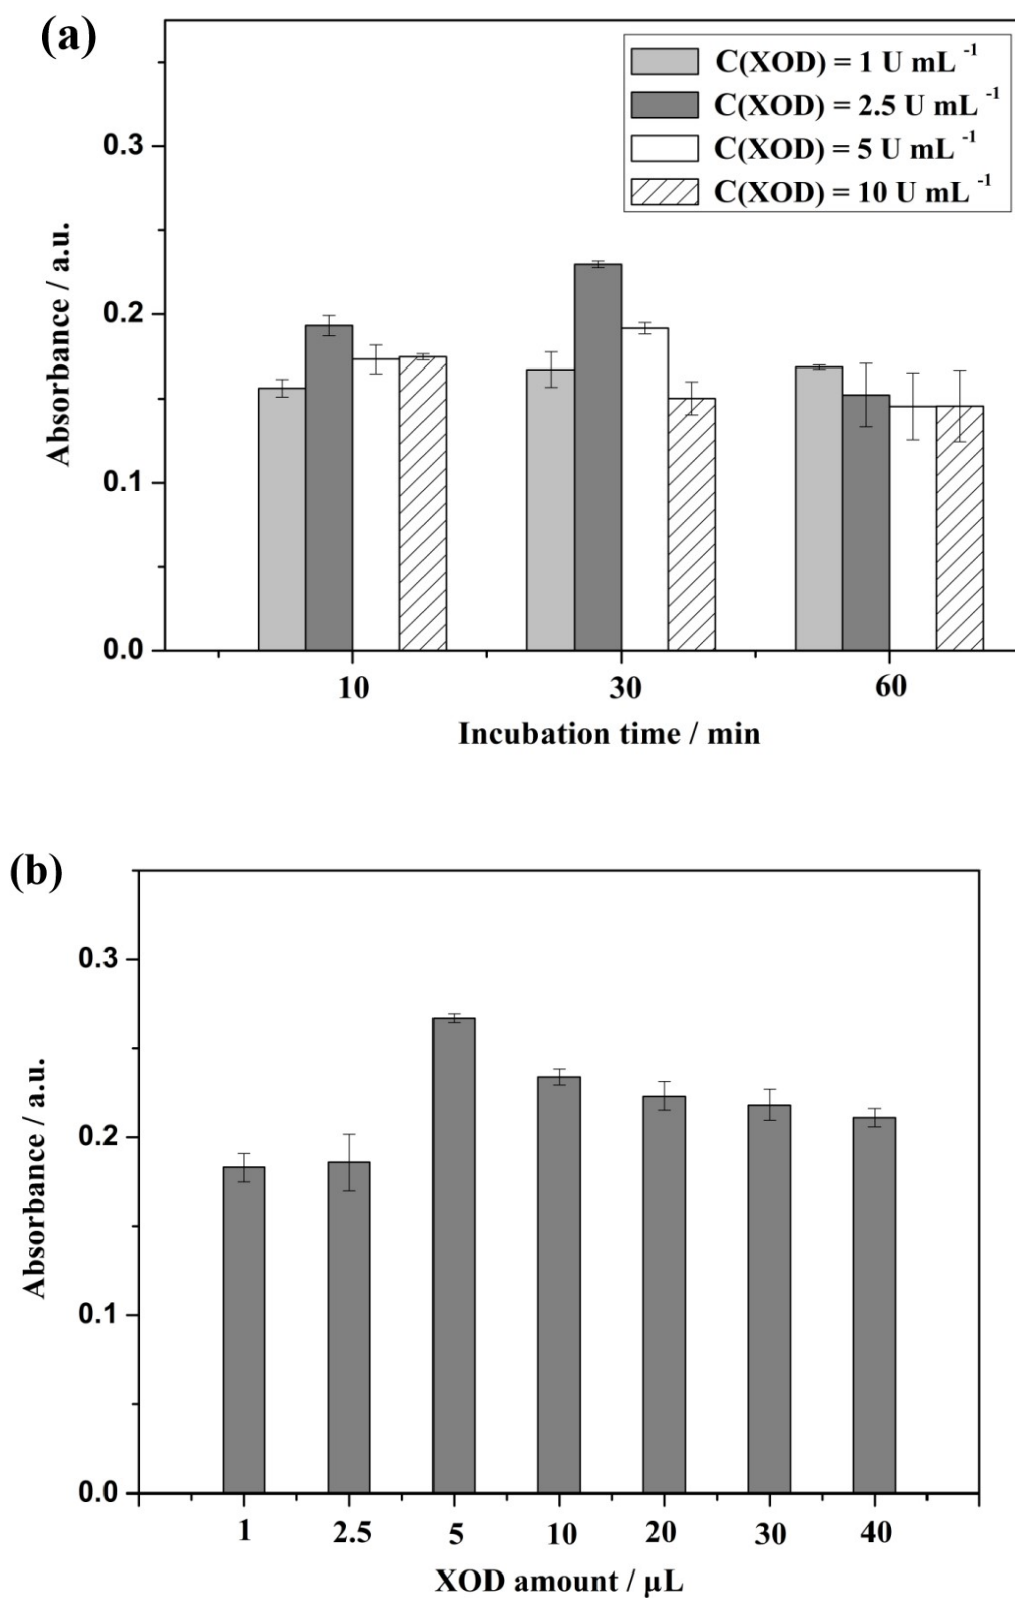 (a)
C(XOD) = 1 U mL -1
C(XOD) = 2.5 U mL -1
C(XOD) = 5 U mL -1
C(XOD) = 10 U mL -1
0.3
0.2
0.1
0.0
Absorbance / a.u.
10 30 60
Incubation time / min
(b)
0.3
0.2
0.1
0.0
Absorbance / a.u.
1 2.5 5 10 20 30 40
XOD amount / µL